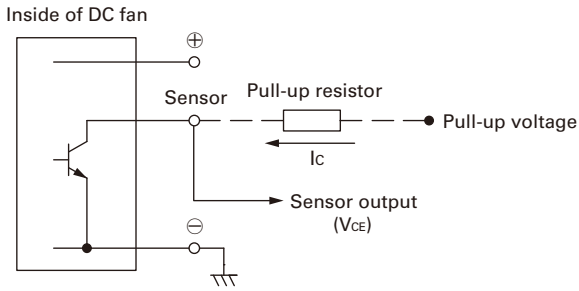 Inside of DC fan
⊕
Sensor
Pull-up resistor
Pull-up voltage
Ic
Sensor output
(VCE)
⊖